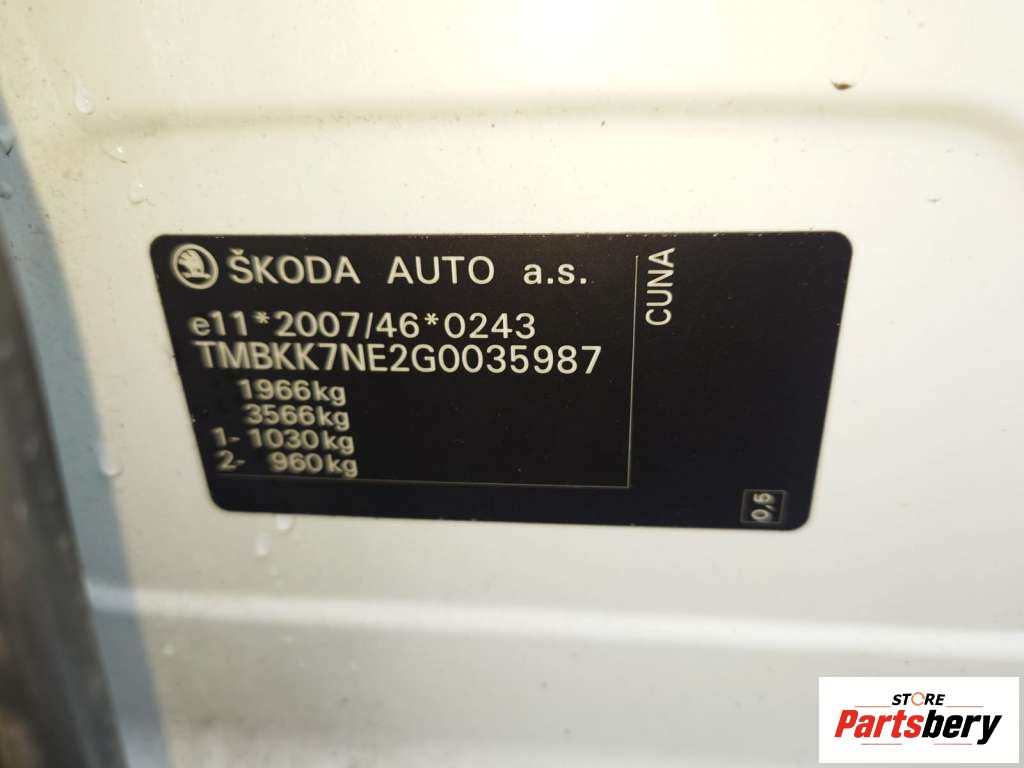 ŠKODA AUTO a.s.
e11*2007/46*0243
TMBKK7NE2G0035987
1966kg
3566kg
1- 1030kg
2- 960kg
CUNA
0,5
STORE
Partsbery